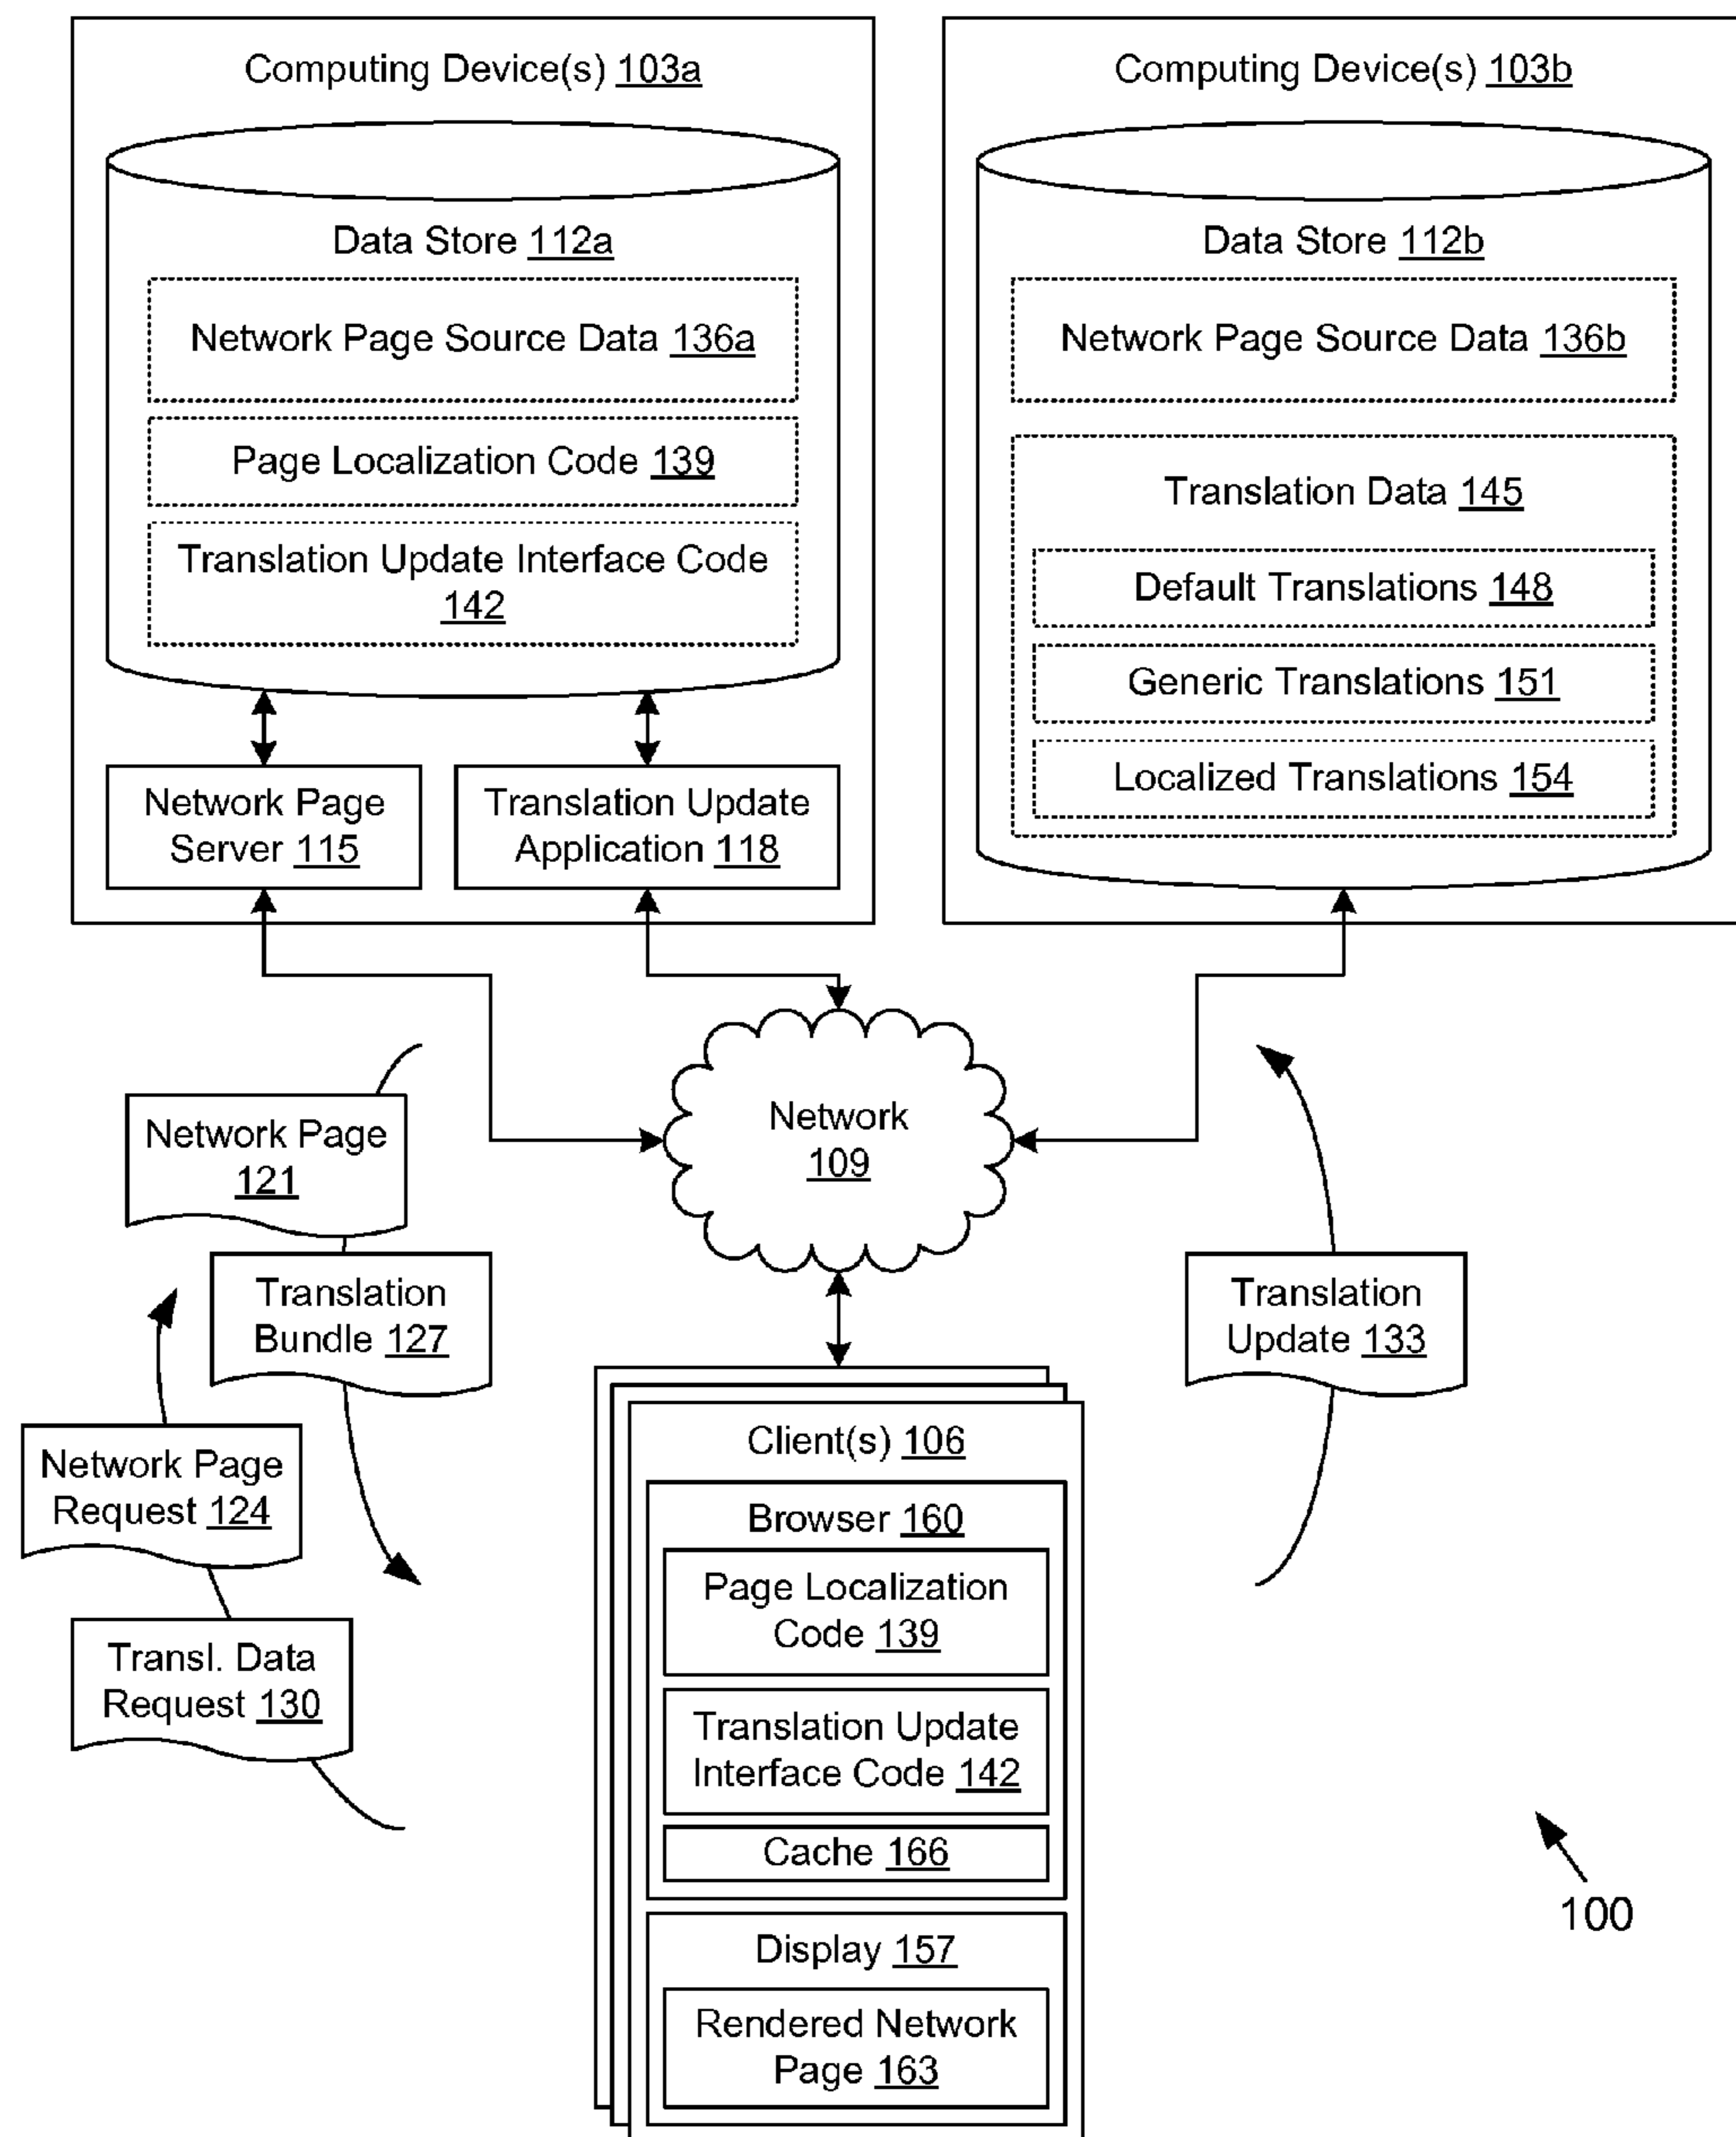 Computing Device(s) 103a
Data Store 112a
Network Page Source Data 136a
Page Localization Code 139
Translation Update Interface Code
142
Network Page
Server 115
Translation Update
Application 118
Computing Device(s) 103b
Data Store 112b
Network Page Source Data 136b
Translation Data 145
Default Translations 148
Generic Translations 151
Localized Translations 154
Network
109
Network Page
121
Translation
Bundle 127
Network Page
Request 124
Transl. Data
Request 130
Translation
Update 133
Client(s) 106
Browser 160
Page Localization
Code 139
Translation Update
Interface Code 142
Cache 166
Display 157
Rendered Network
Page 163
100